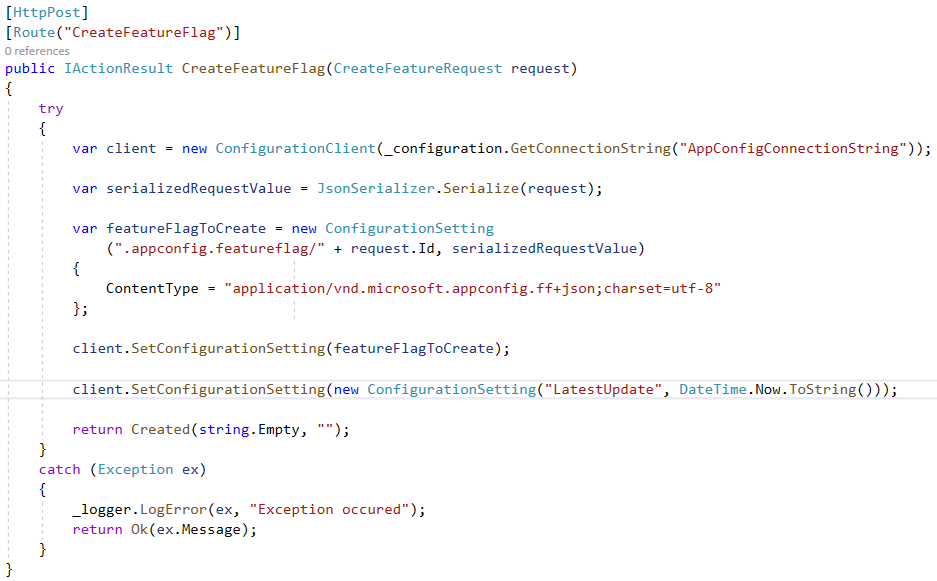 [HttpPost]
[Route("CreateFeatureFlag")]
0 references
public IActionResult CreateFeatureFlag(CreateFeatureRequest request)
{
try
{
var client = new ConfigurationClient(_configuration.GetConnectionString("AppConfigConnectionString"));
var serializedRequestValue = JsonSerializer.Serialize(request);
var featureFlagToCreate = new ConfigurationSetting
(".appconfig.featureflag/" + request.Id, serializedRequestValue)
{
ContentType = "application/vnd.microsoft.appconfig.ff+json;charset=utf-8"
};
client.SetConfigurationSetting(featureFlagToCreate);
client.SetConfigurationSetting(new ConfigurationSetting("LatestUpdate", DateTime.Now.ToString()));
return Created(string.Empty, "");
}
catch (Exception ex)
{
_logger.LogError(ex, "Exception occured");
return Ok(ex.Message);
}
}